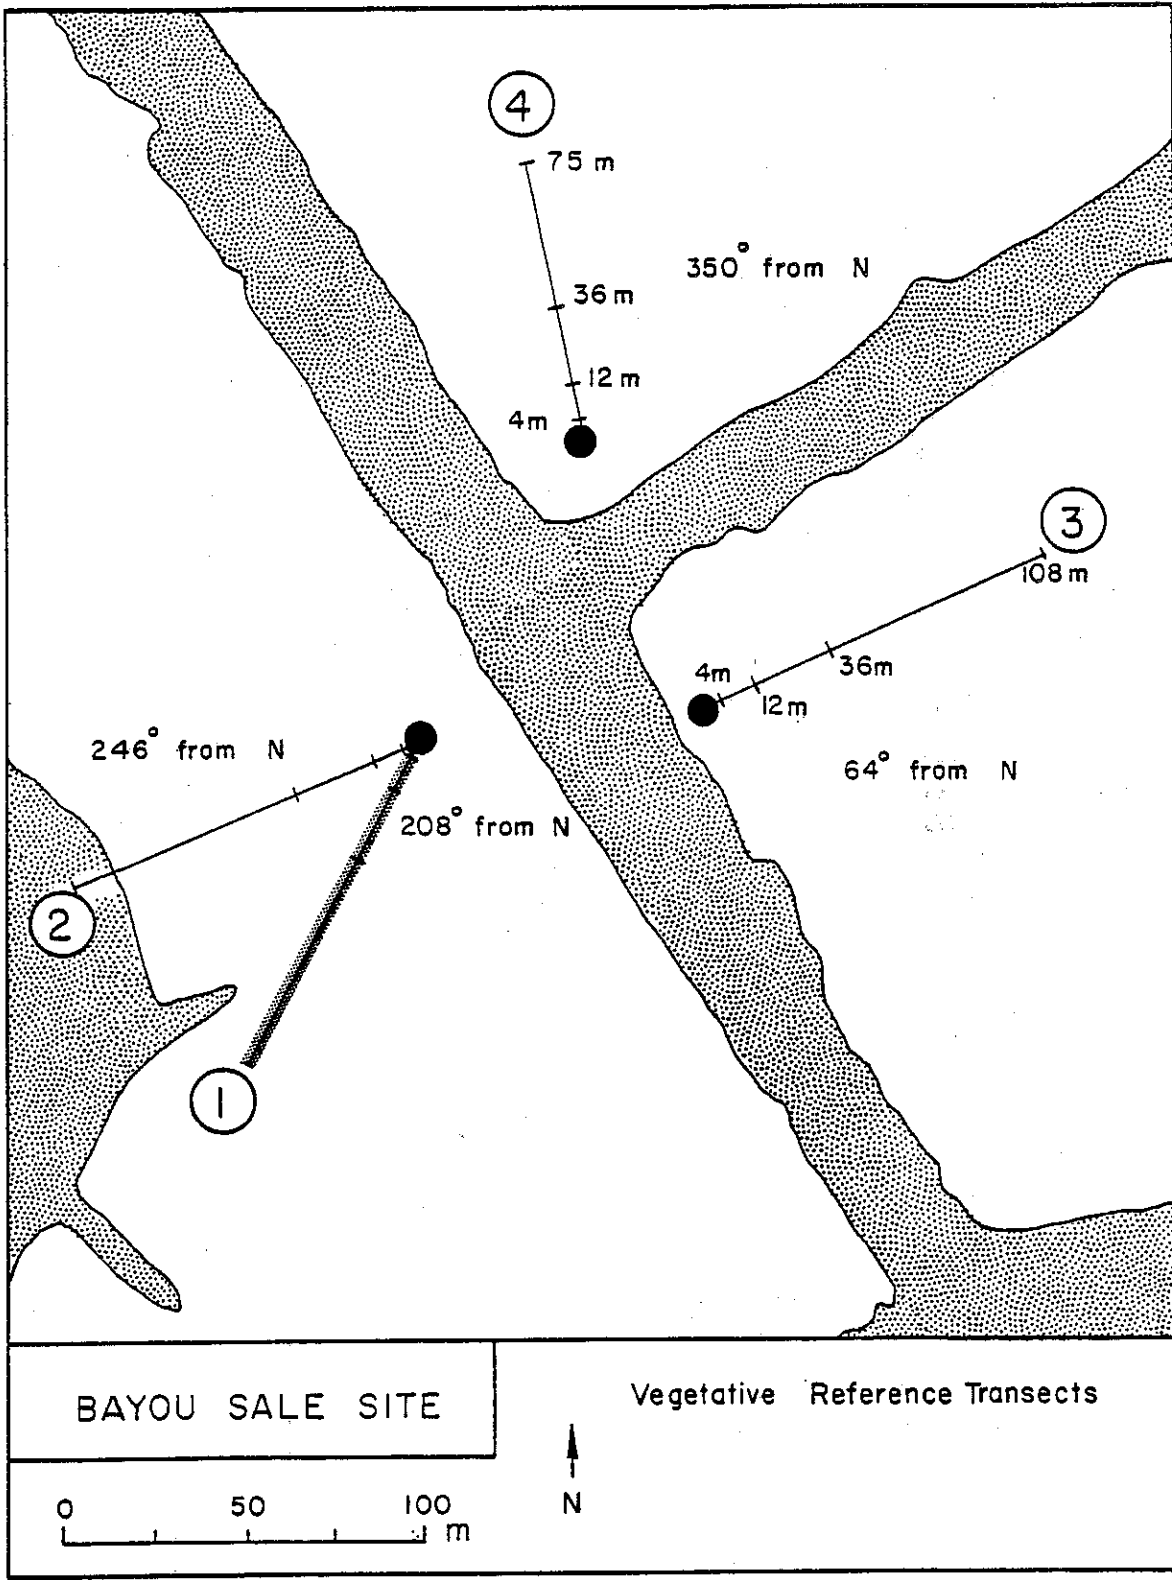 4
75 m
350° from N
36 m
12 m
4m
3
108 m
4m
36m
12m
64° from N
246° from N
208° from N
2
1
BAYOU SALE SITE
Vegetative Reference Transects
0 50 100
m
N